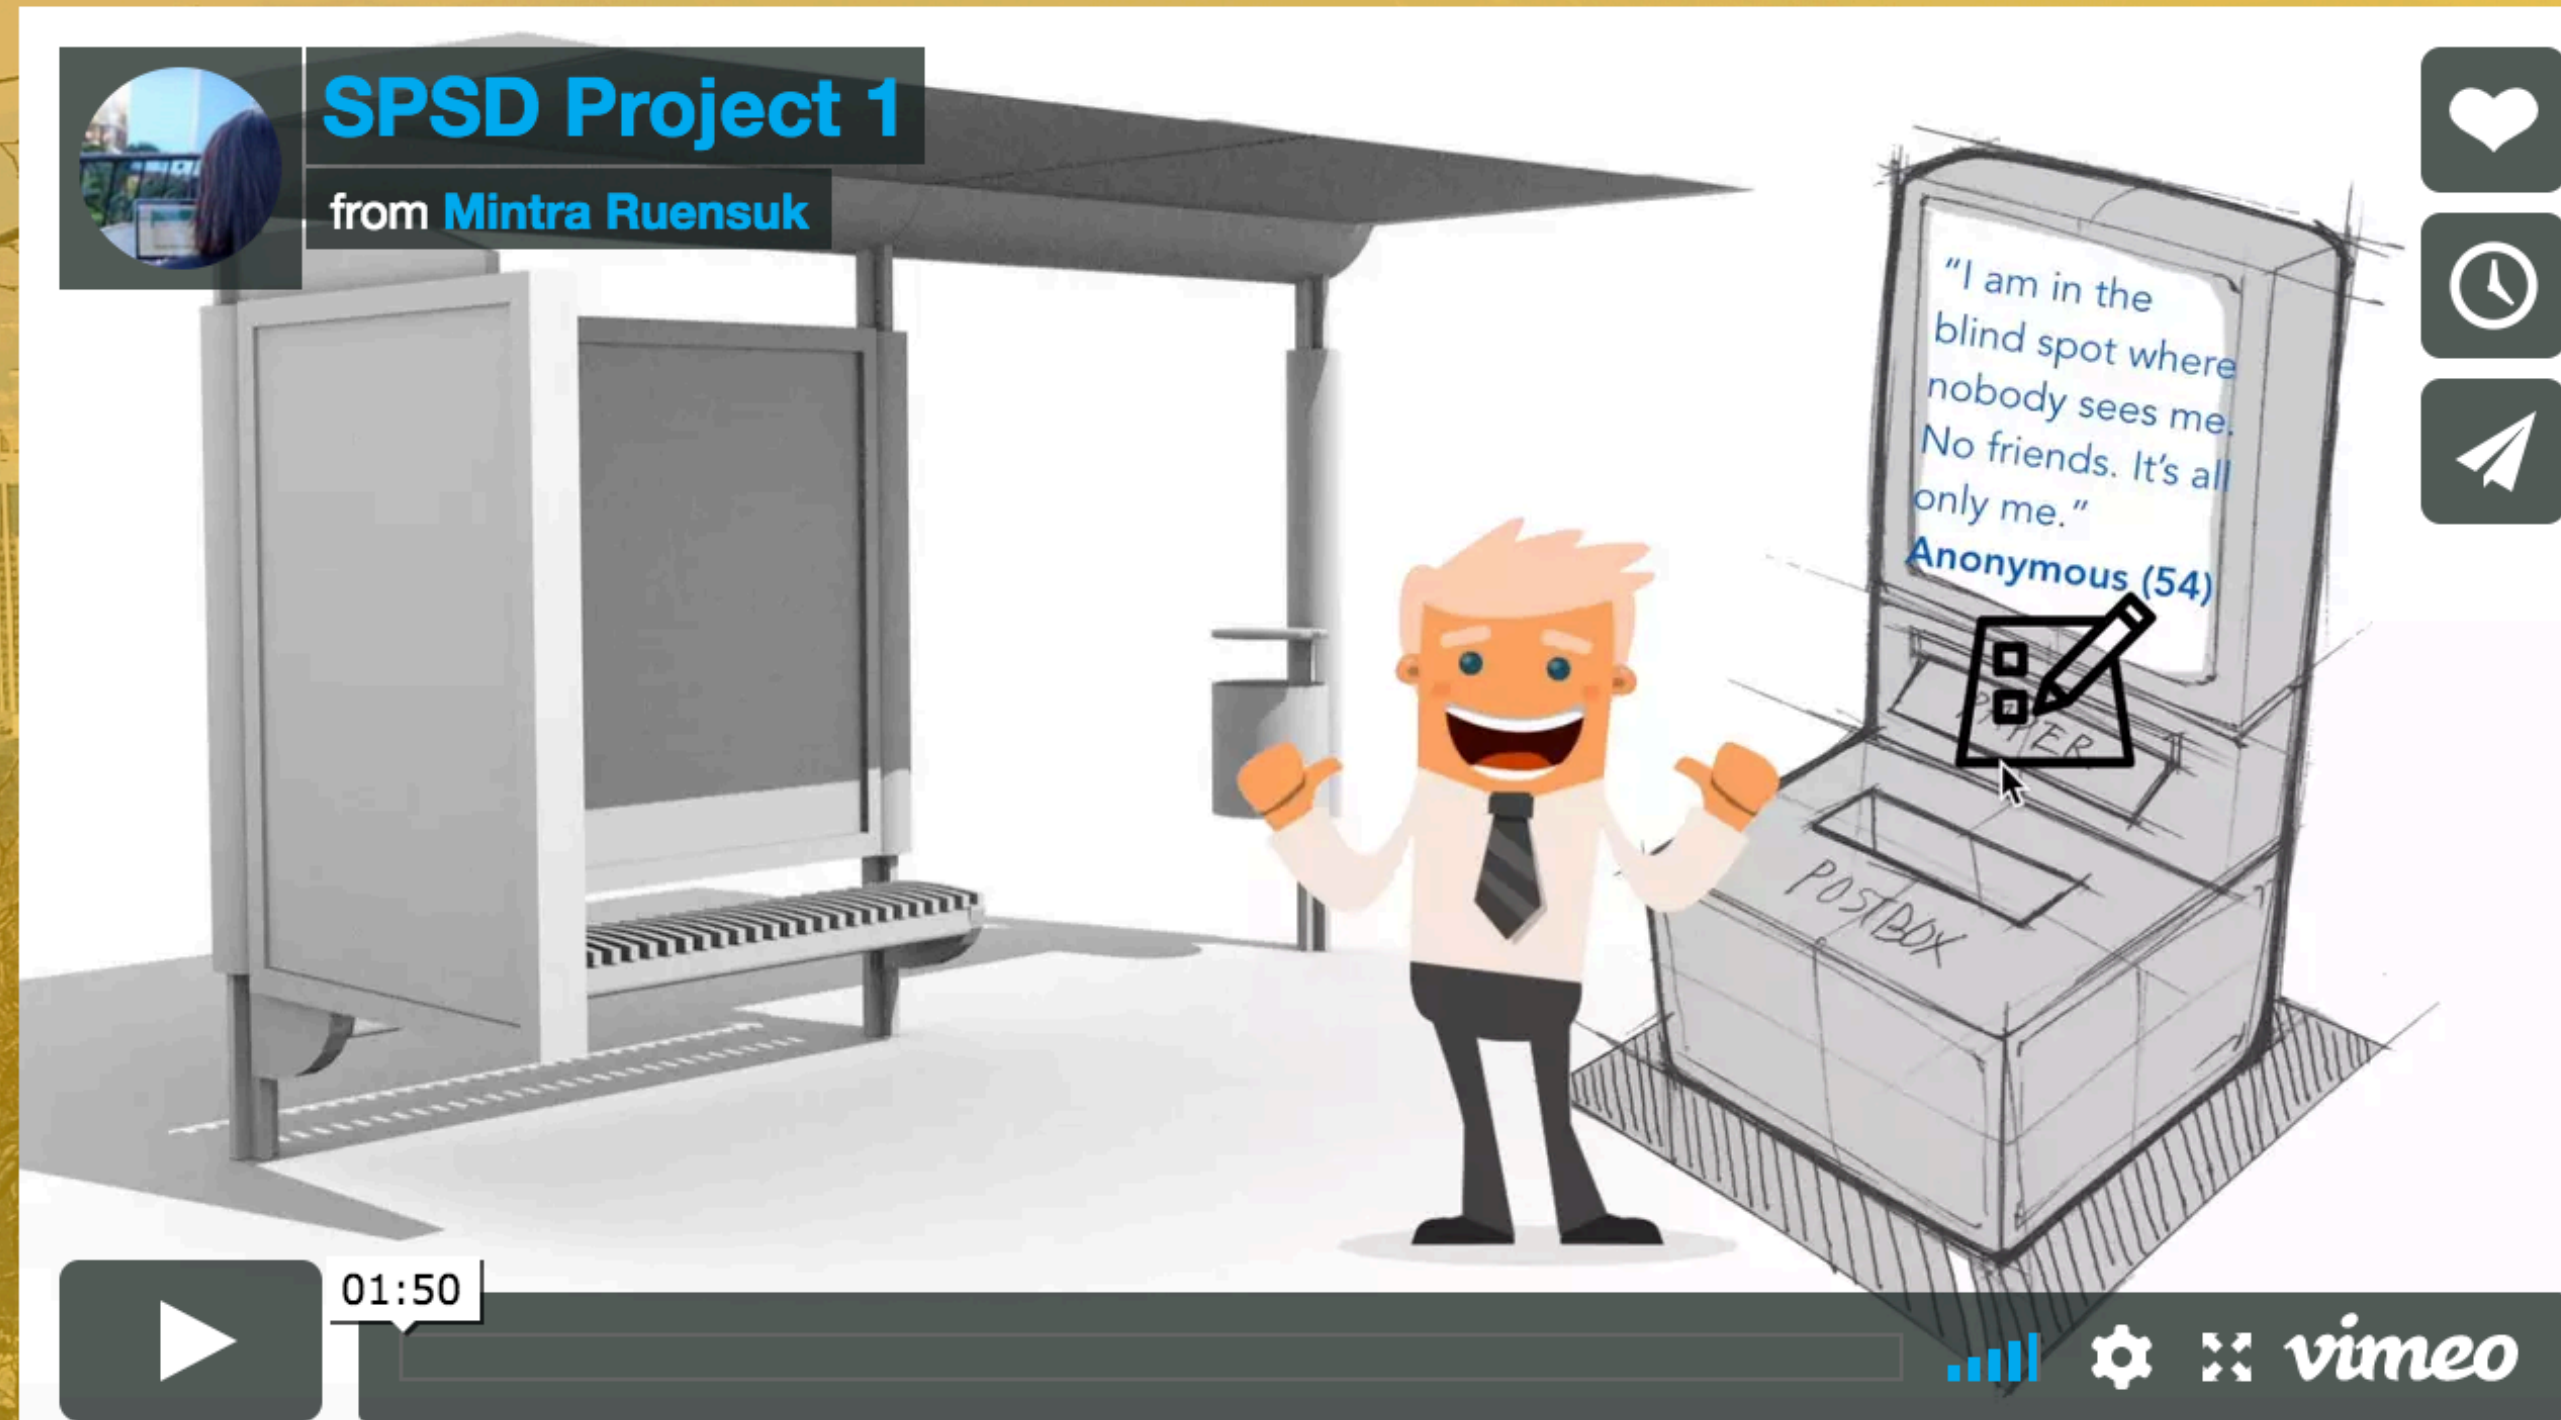 SPSD Project 1
from Mintra Ruensuk
“I am in the
blind spot where
nobody sees me.
No friends. It’s all
only me.”
Anonymous (54)
PAPER
POSTBOX
01:50
vimeo